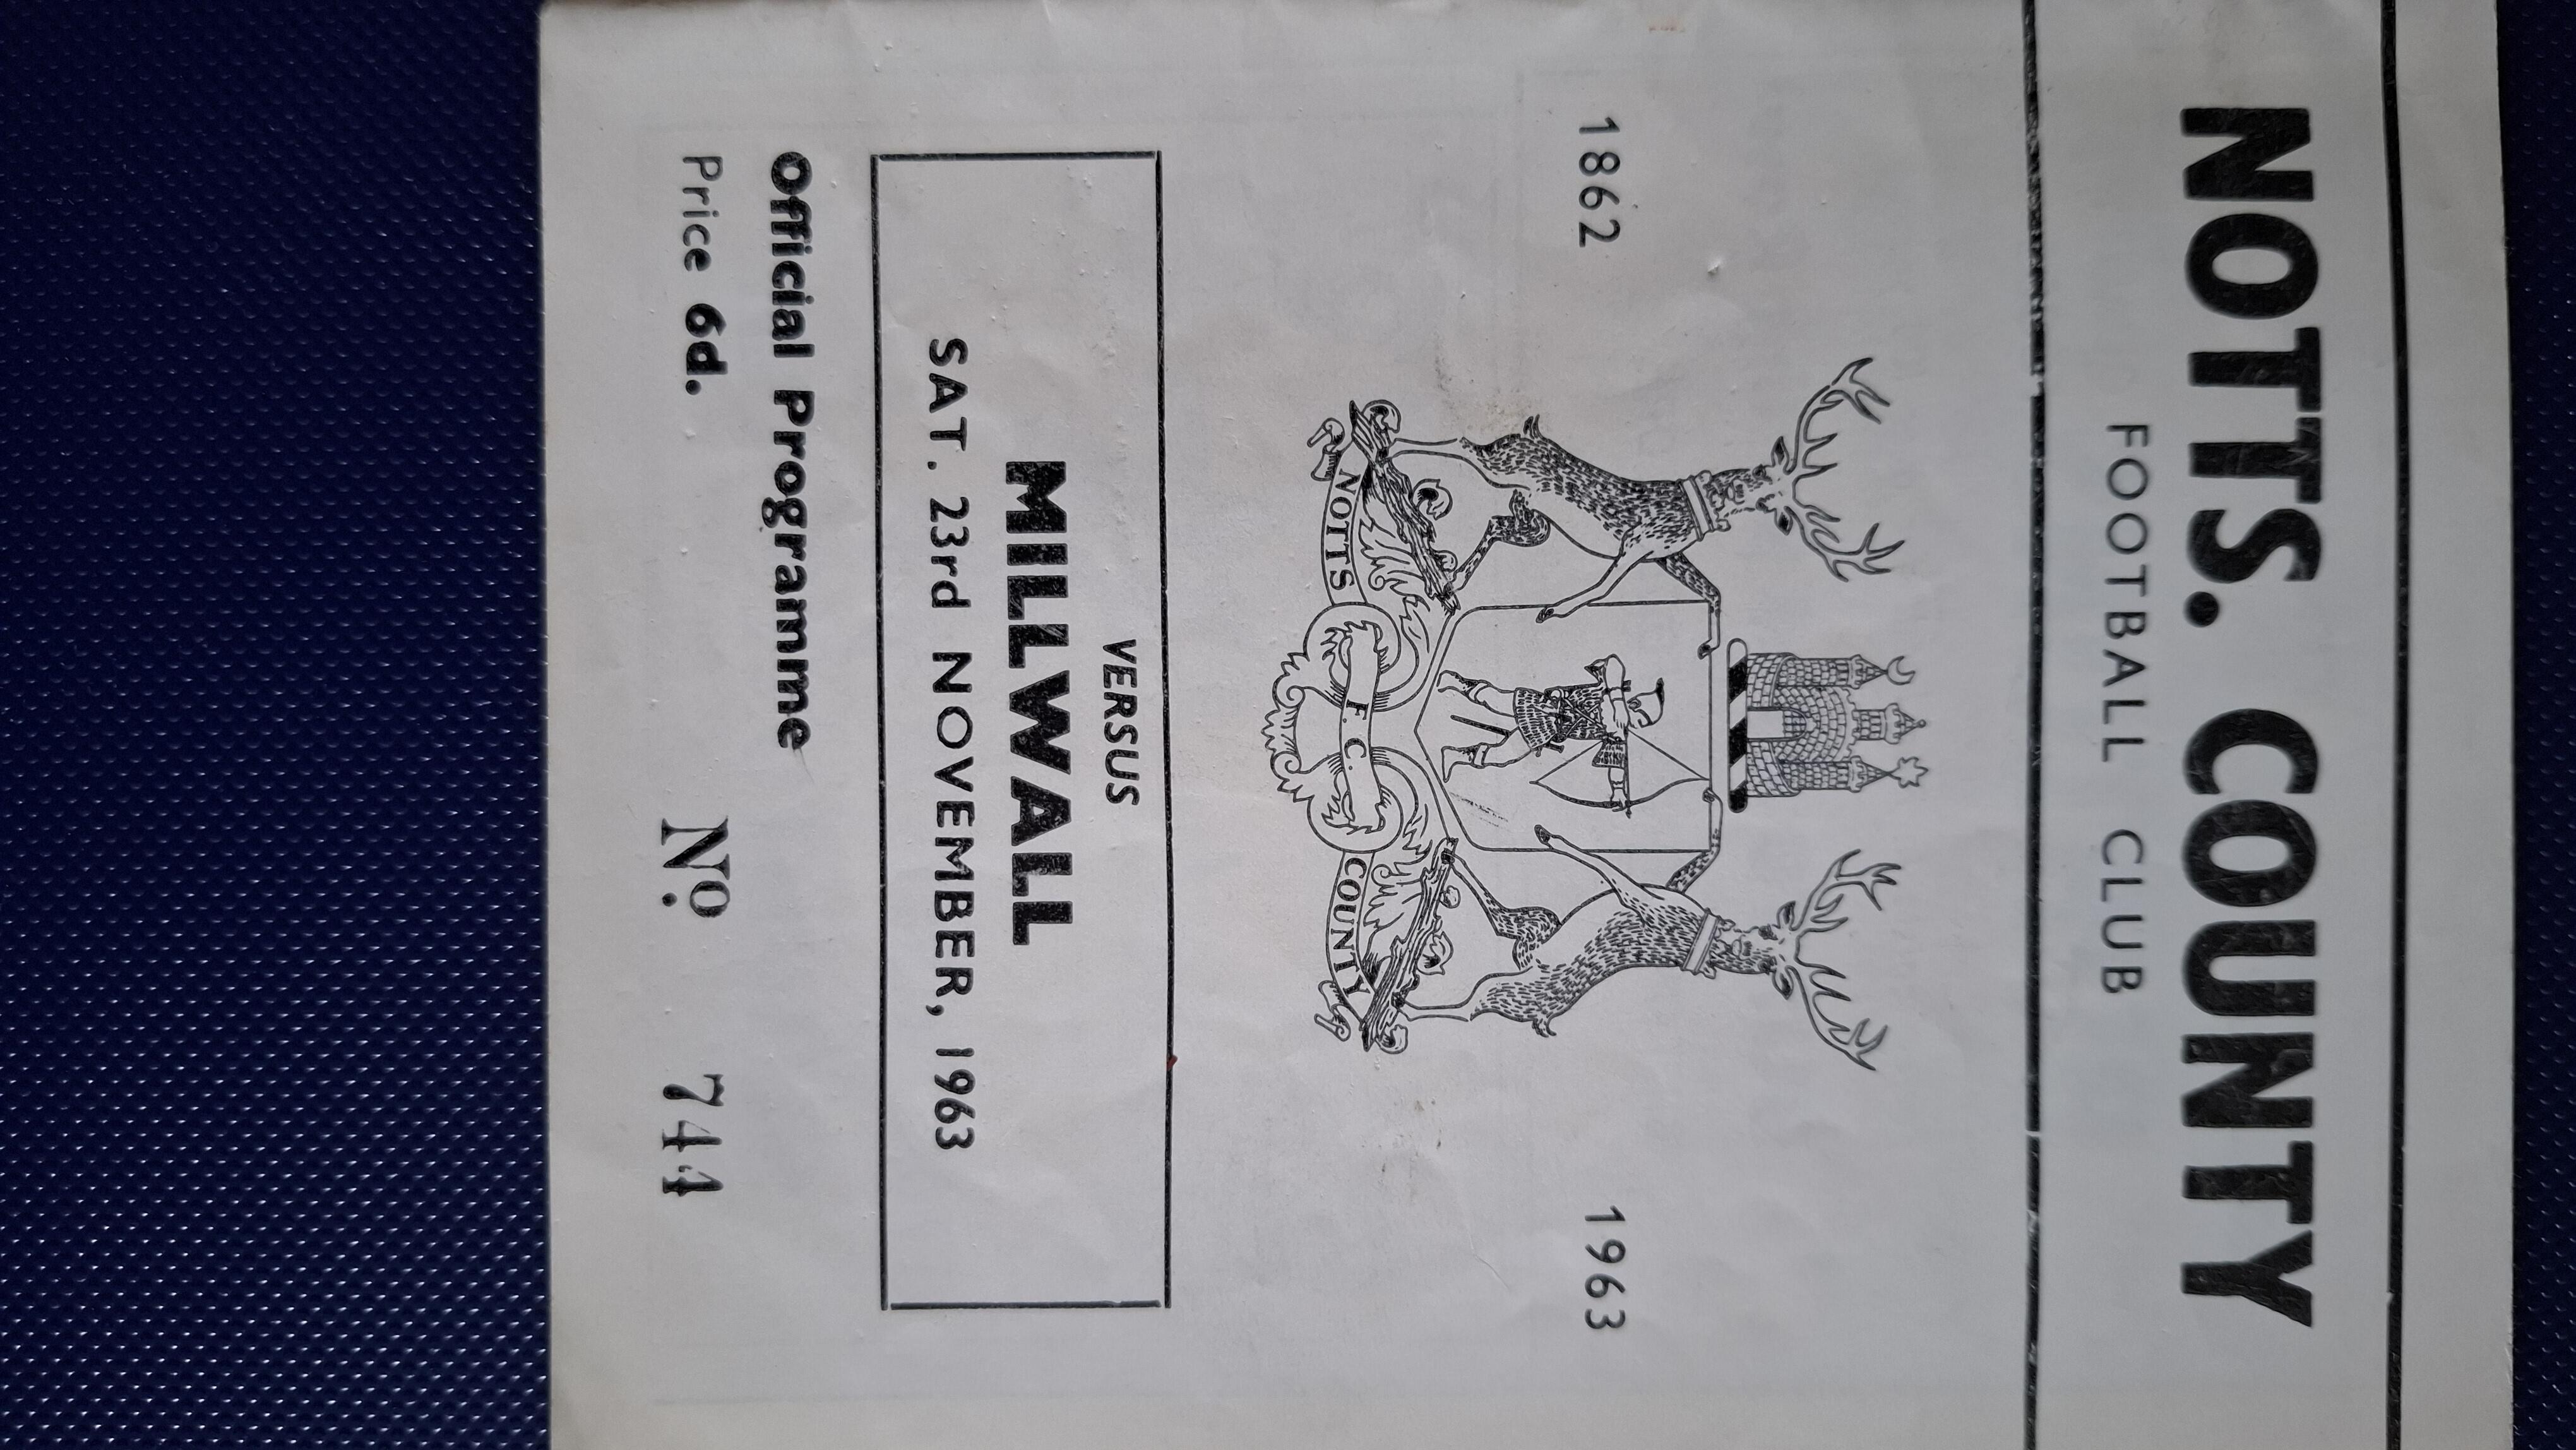 NOTTS. COUNTY
FOOTBALL CLUB
1862
1963
NOTTS
F. C.
COUNTY
VERSUS
MILLWALL
SAT. 23rd NOVEMBER, 1963
Official Programme
Price 6d.
Nº 744